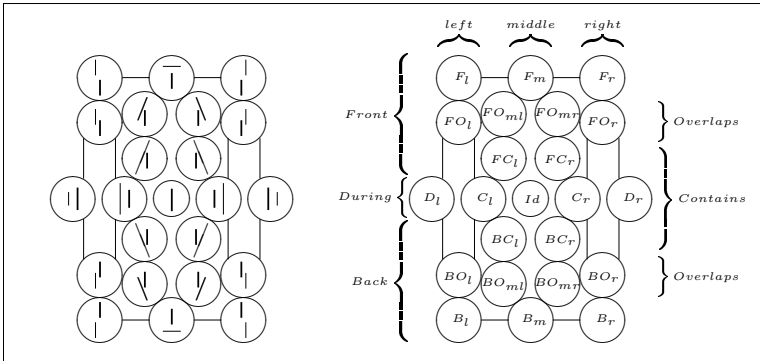 left middle right
F_l F_m F_r
Front FO_l FO_ml FO_mr FO_r Overlaps
FC_l FC_r
During D_l C_l Id C_r D_r Contains
BC_l BC_r
Back BO_l BO_ml BO_mr BO_r Overlaps
B_l B_m B_r